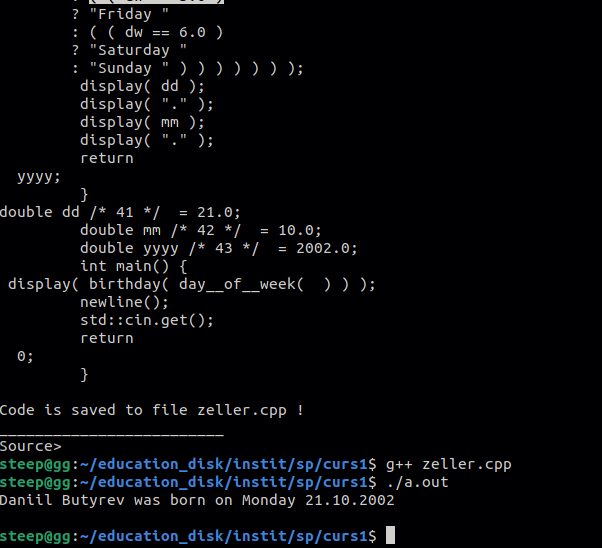 ? "Friday "
: ( ( dw == 6.0 )
? "Saturday "
: "Sunday " ) ) ) ) ) ) );
display( dd );
display( "." );
display( mm );
display( "." );
return
yyyy;
}
double dd /* 41 */  = 21.0;
double mm /* 42 */  = 10.0;
double yyyy /* 43 */  = 2002.0;
int main() {
display( birthday( day__of__week(  ) ) );
newline();
std::cin.get();
return
0;
}
Code is saved to file zeller.cpp !
_________________________
Source>
steep@gg:~/education_disk/instit/sp/curs1$ g++ zeller.cpp
steep@gg:~/education_disk/instit/sp/curs1$ ./a.out
Daniil Butyrev was born on Monday 21.10.2002
steep@gg:~/education_disk/instit/sp/curs1$